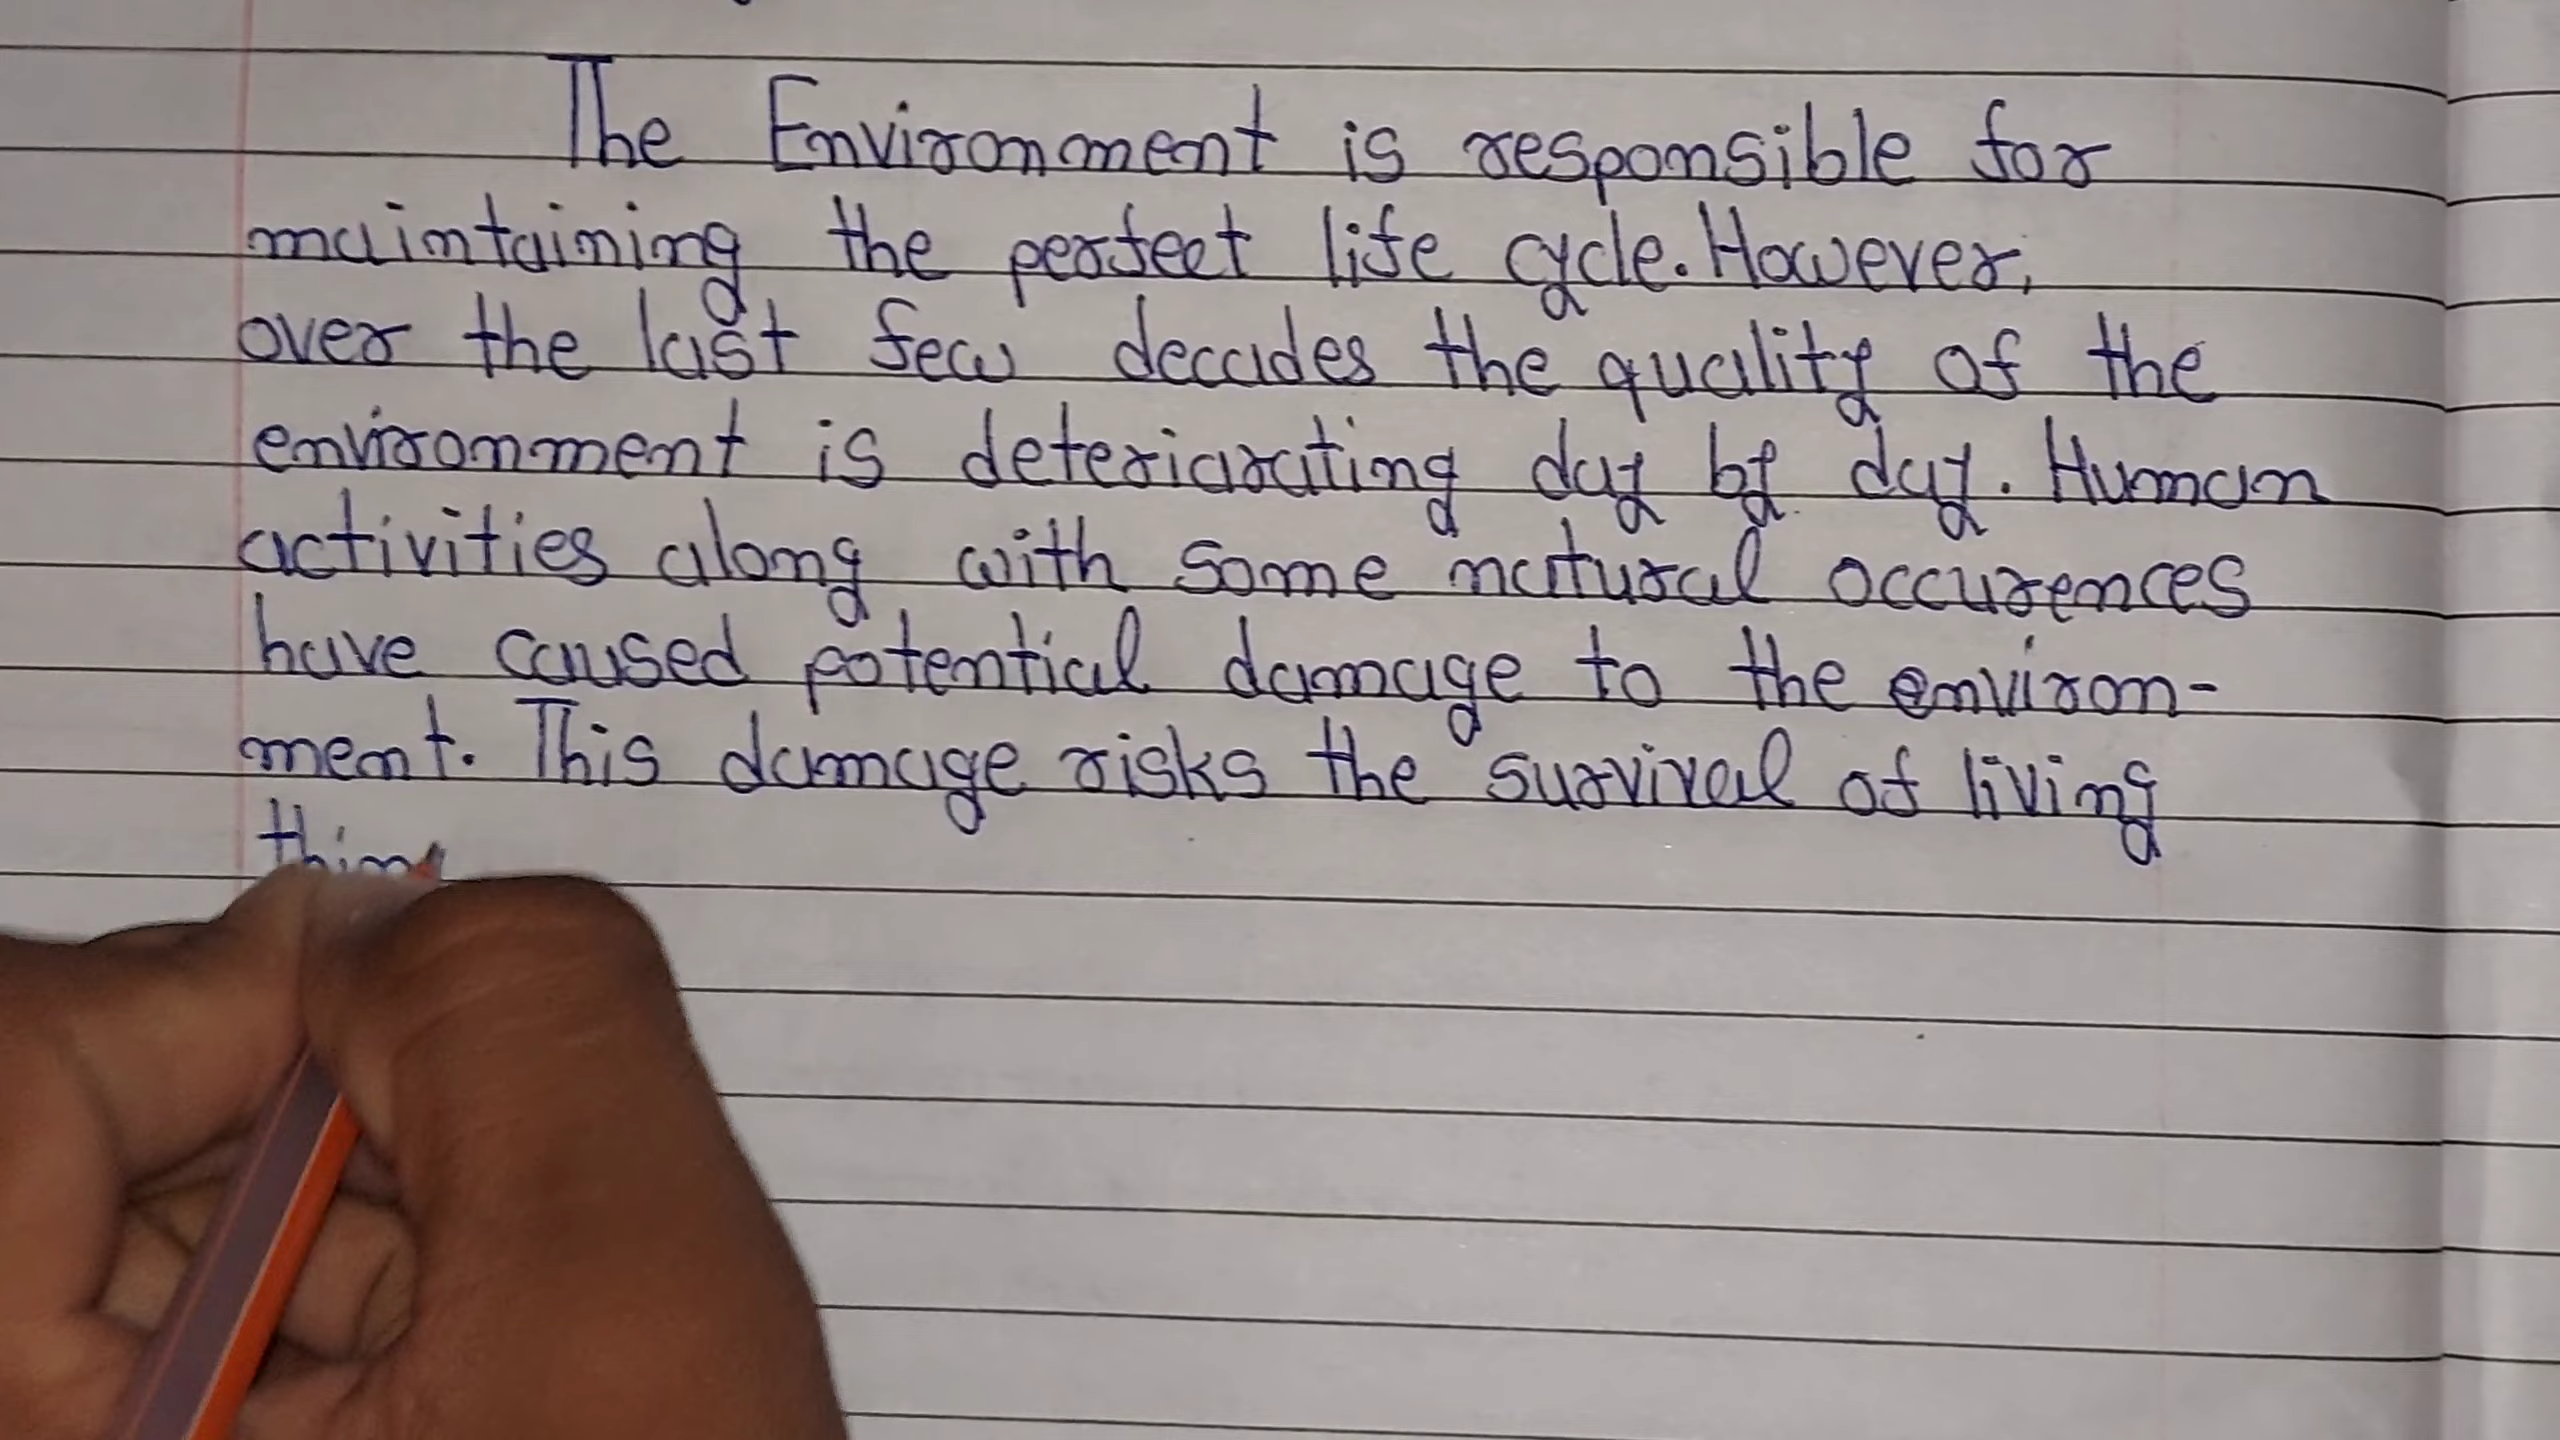 The Environment is responsible for
maintaining the perfect life cycle. However,
over the last few decades the quality of the
environment is deteriarating day by day. Human
activities along with some natural occurences
have caused potential damage to the environ-
ment. This damage risks the survival of living